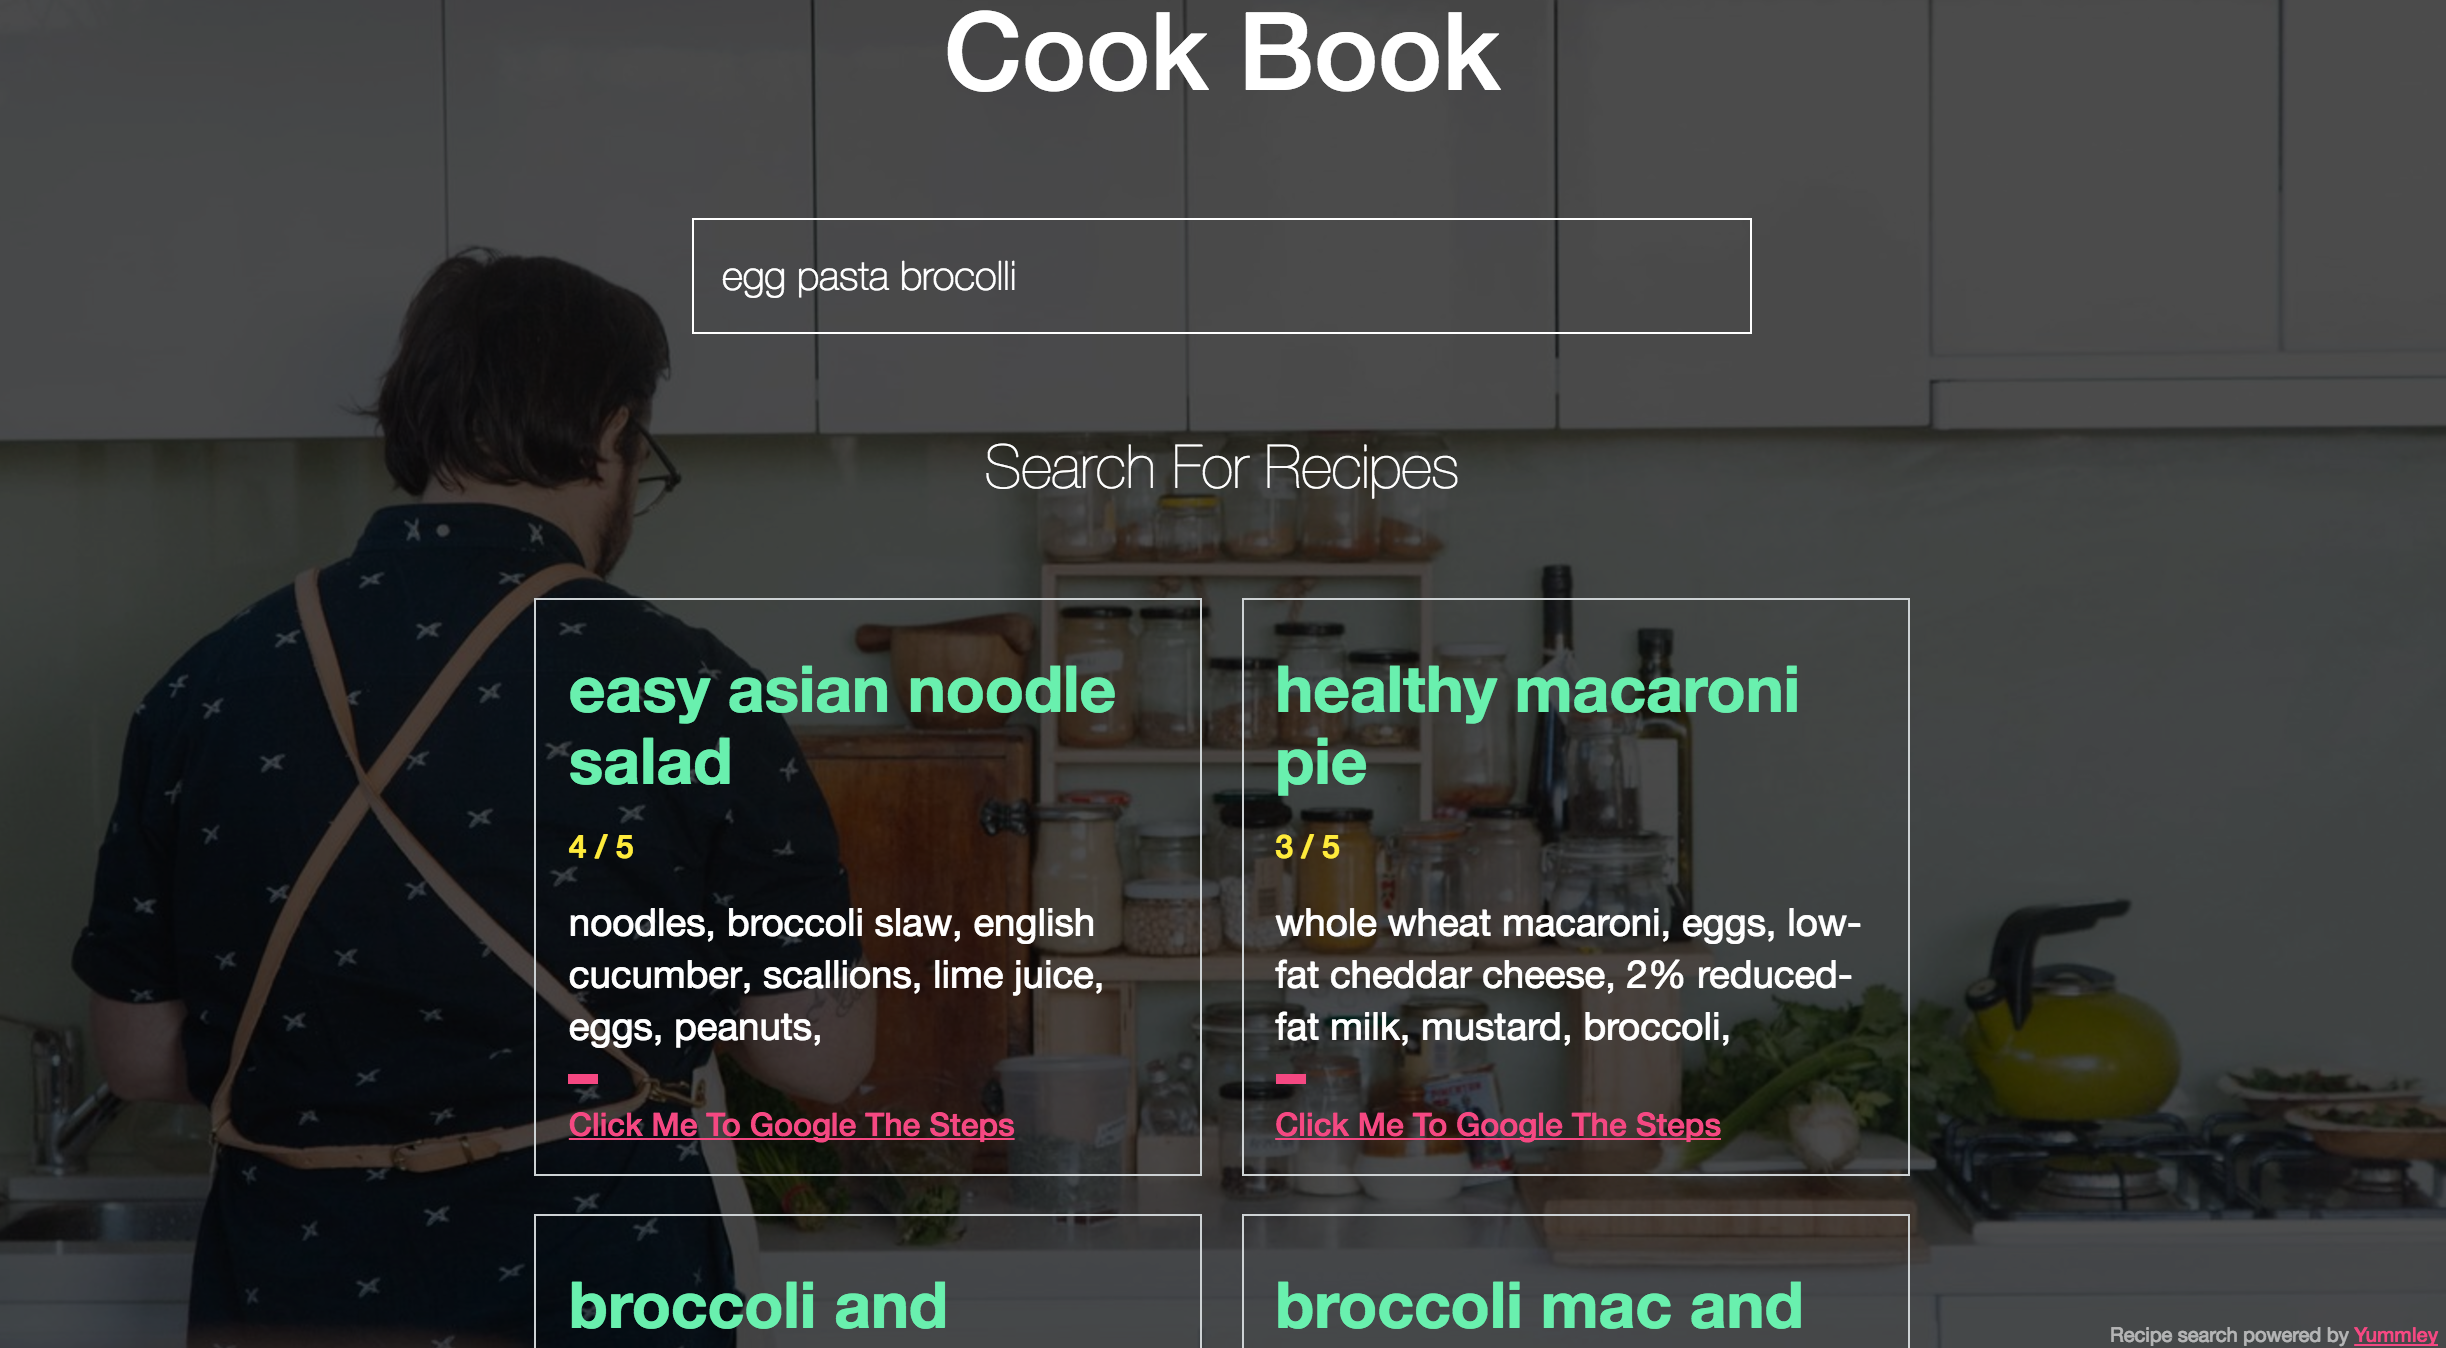 Cook Book
egg pasta brocolli
Search For Recipes
easy asian noodle
salad
4 / 5
noodles, broccoli slaw, english
cucumber, scallions, lime juice,
eggs, peanuts,
Click Me To Google The Steps
healthy macaroni
pie
3 / 5
whole wheat macaroni, eggs, low-
fat cheddar cheese, 2% reduced-
fat milk, mustard, broccoli,
Click Me To Google The Steps
broccoli and
broccoli mac and
Recipe search powered by Yummley